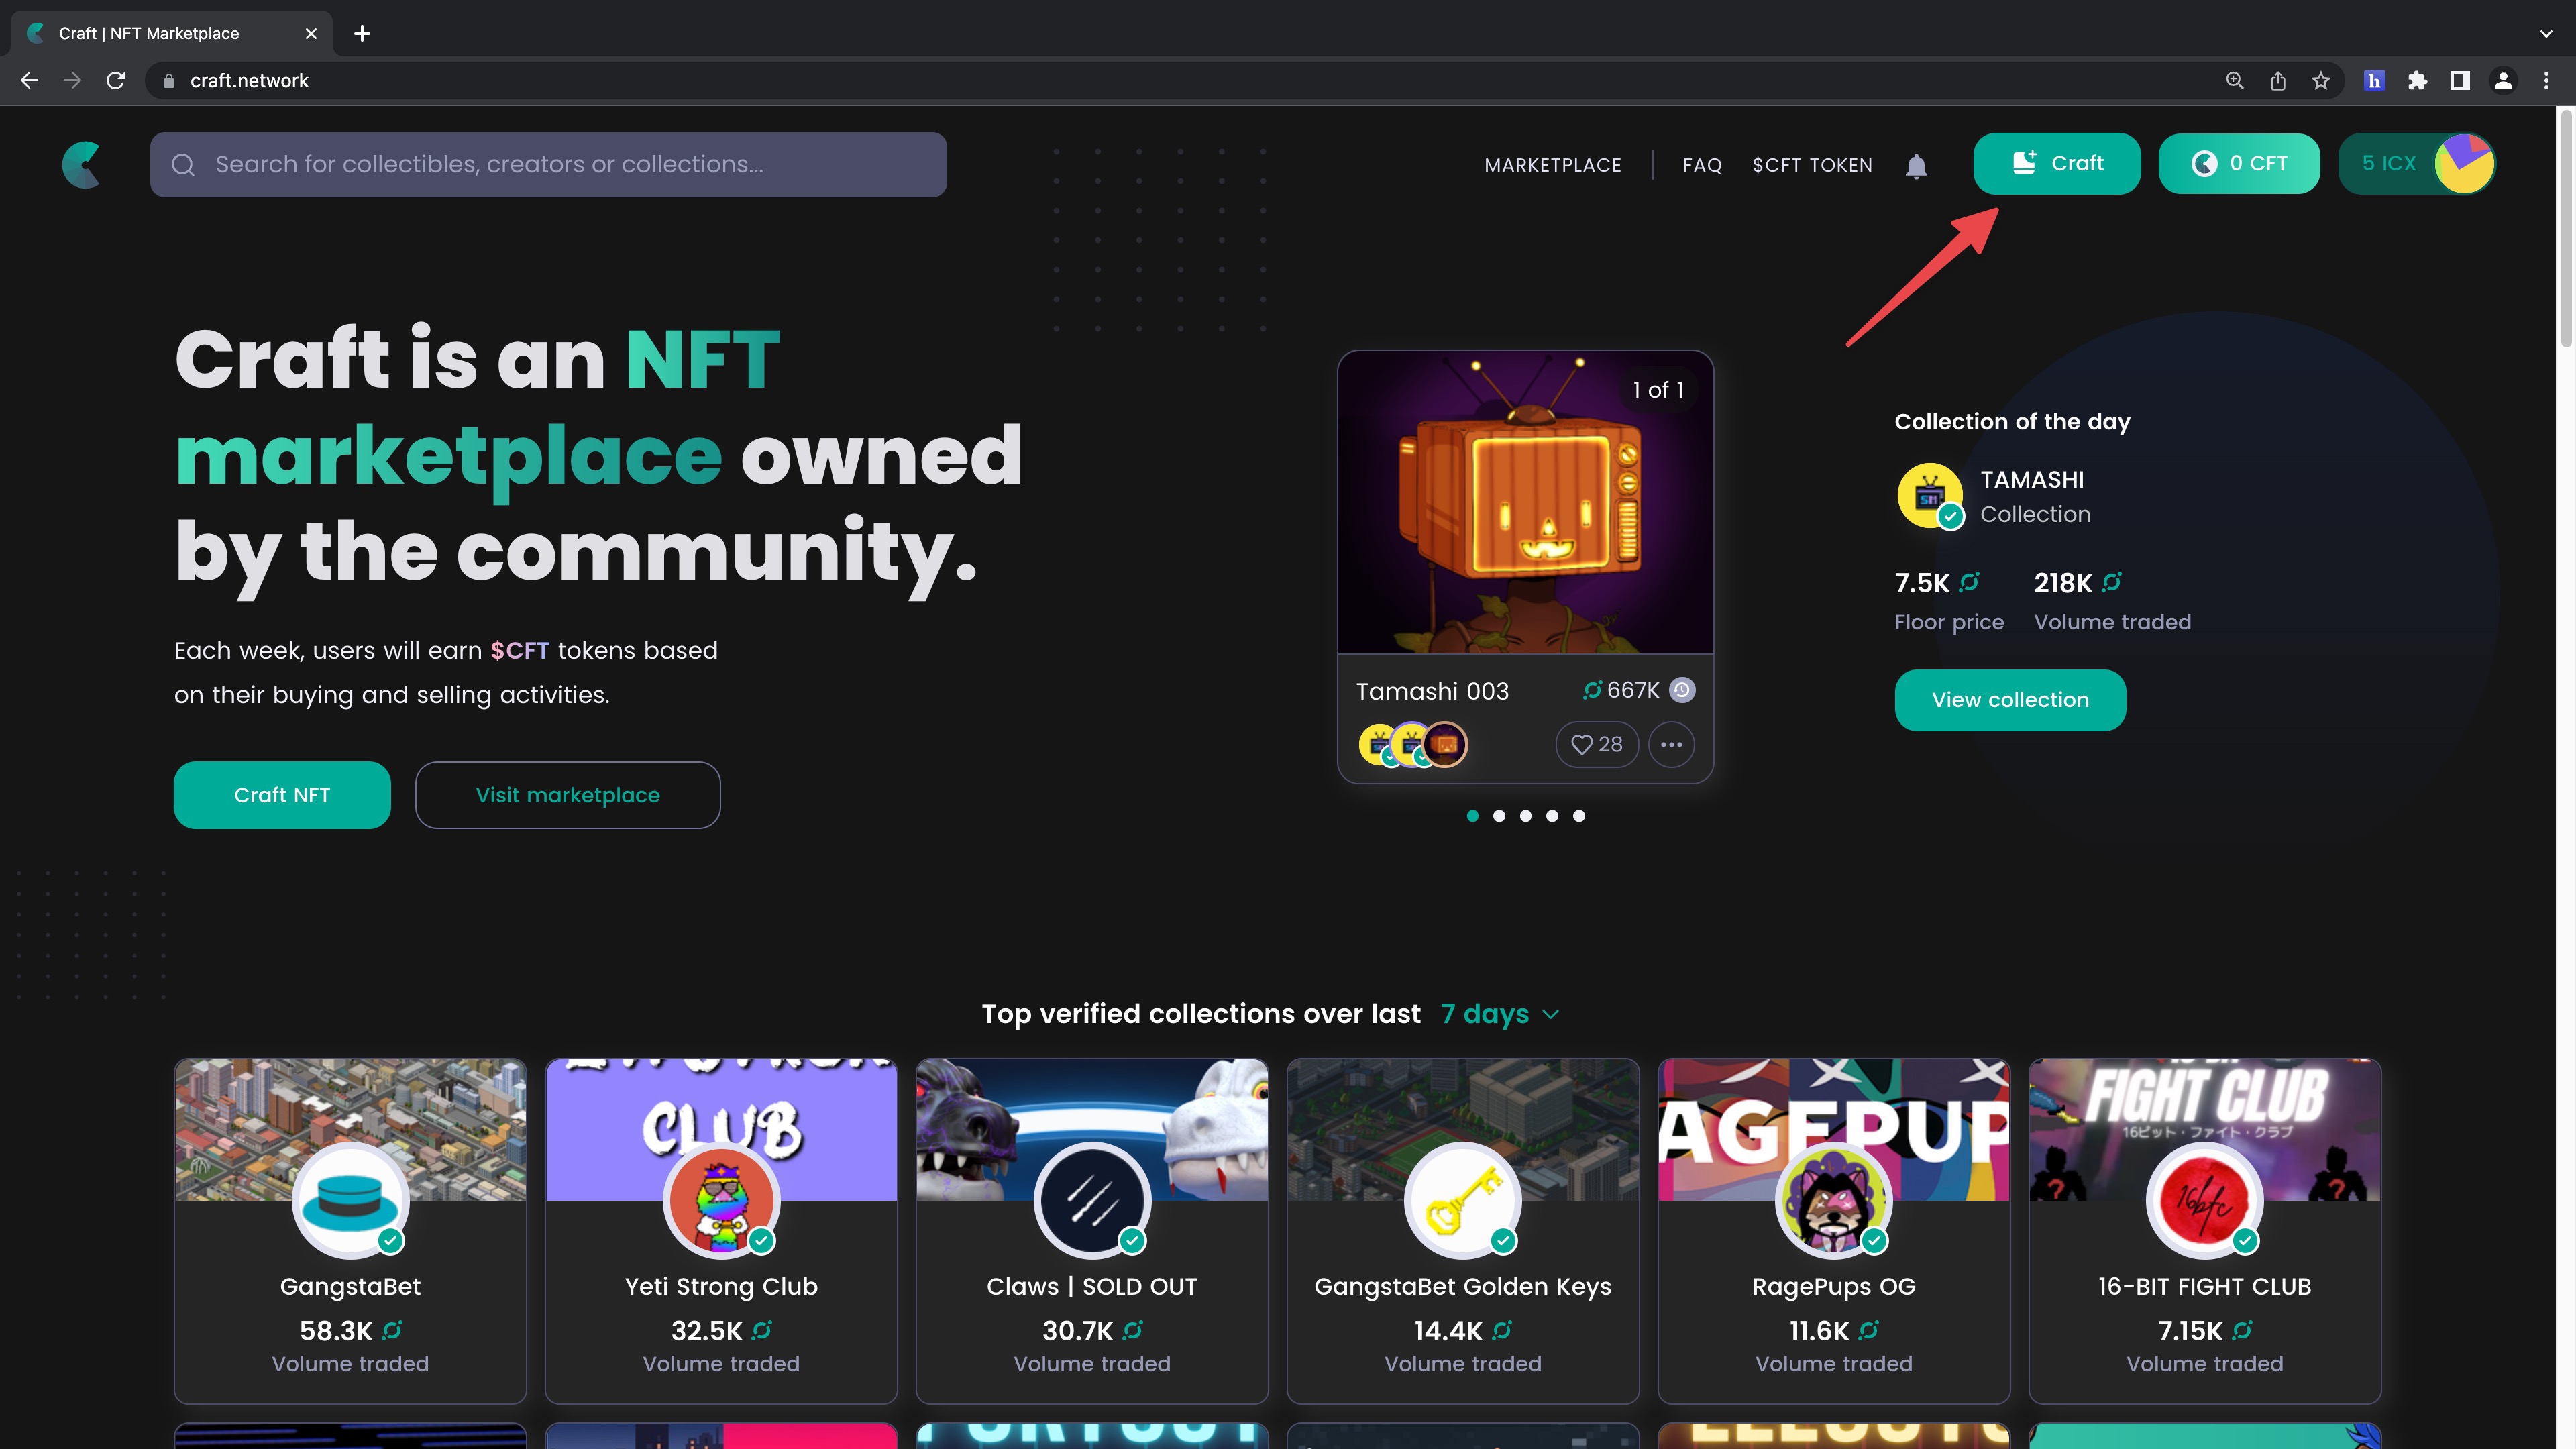 Craft | NFT Marketplace
craft.network
Search for collectibles, creators or collections...
MARKETPLACE
FAQ
$CFT TOKEN
Craft
0 CFT
5 ICX
Craft is an NFT
marketplace owned
by the community.
Each week, users will earn $CFT tokens based
on their buying and selling activities.
Craft NFT
Visit marketplace
1 of 1
Tamashi 003
667K
28
Collection of the day
TAMASHI
Collection
7.5K
218K
Floor price
Volume traded
View collection
Top verified collections over last 7 days
GangstaBet
58.3K
Volume traded
CLUB
Yeti Strong Club
32.5K
Volume traded
Claws | SOLD OUT
30.7K
Volume traded
GangstaBet Golden Keys
14.4K
Volume traded
AGEPUP
RagePups OG
11.6K
Volume traded
FIGHT CLUB
16ビット・ファイト・クラブ
16bfc
16-BIT FIGHT CLUB
7.15K
Volume traded